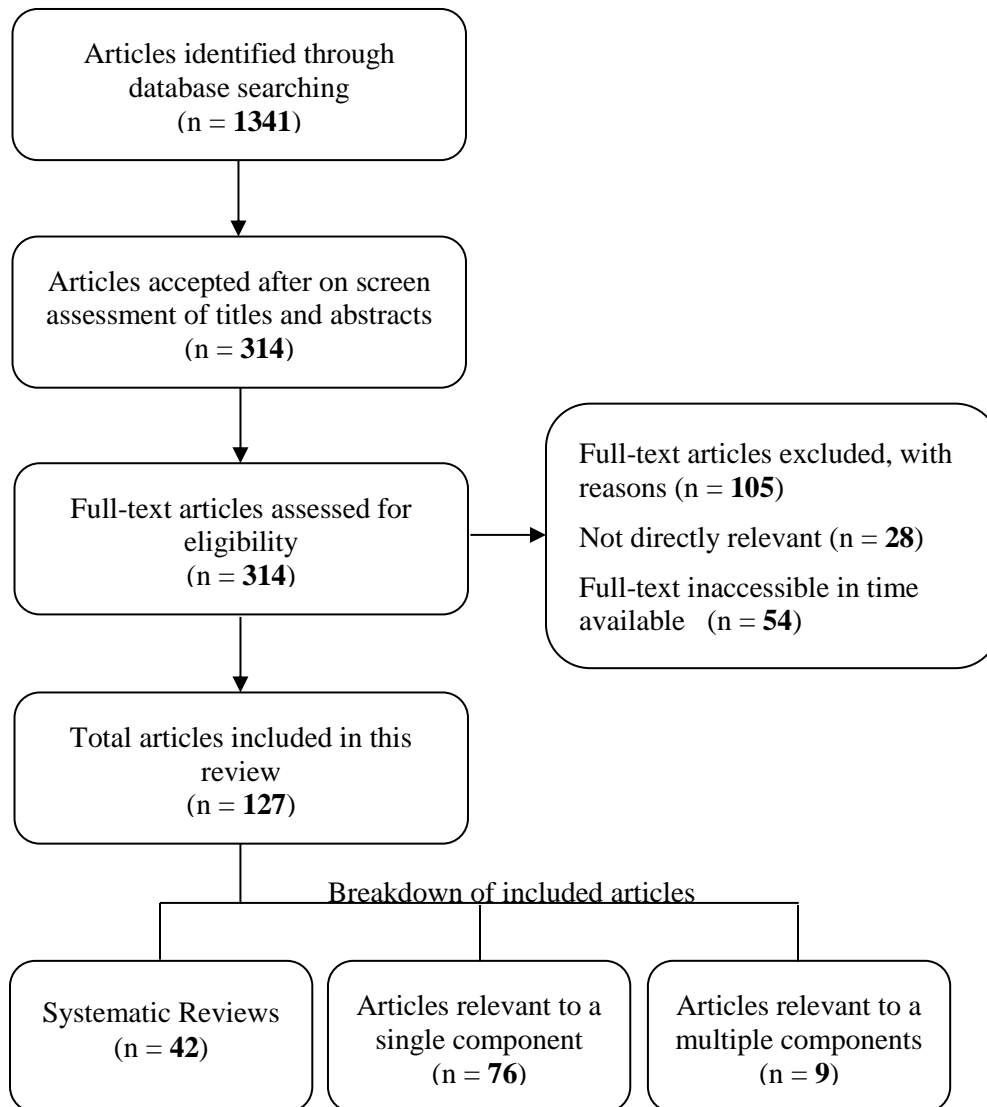 Articles identified through
database searching
(n = 1341)
Articles accepted after on screen
assessment of titles and abstracts
(n = 314)
Full-text articles assessed for
eligibility
(n = 314)
Full-text articles excluded, with
reasons (n = 105)
Not directly relevant (n = 28)
Full-text inaccessible in time
available (n = 54)
Total articles included in this
review
(n = 127)
Breakdown of included articles
Systematic Reviews
(n = 42)
Articles relevant to a
single component
(n = 76)
Articles relevant to a
multiple components
(n = 9)